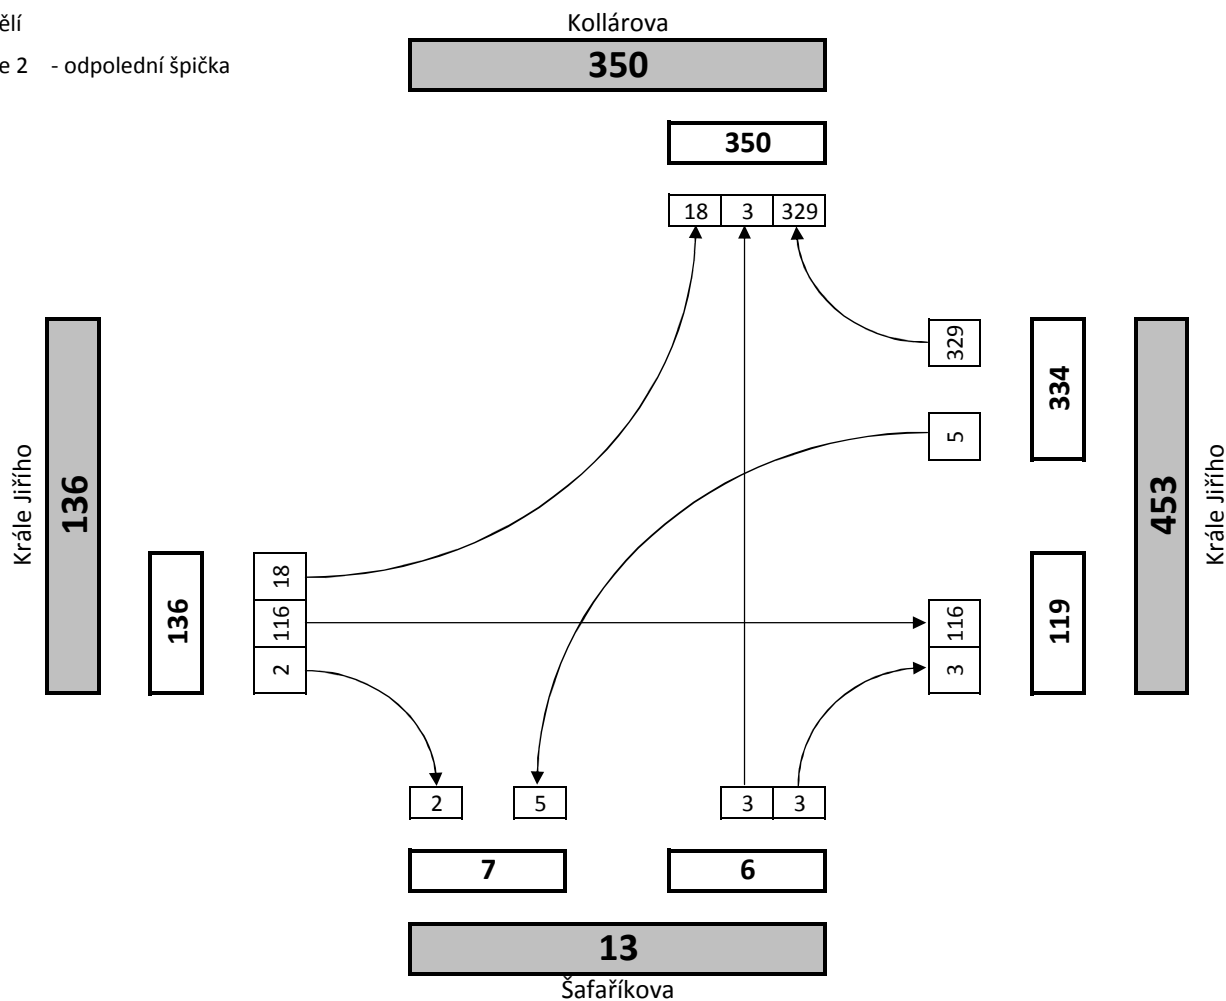 ělí
Kollárova
e 2 - odpolední špička
350
350
18 3 329
329
334
5
Krále Jiřího
136
453
Krále Jiřího
136
18
116
2
116
3
119
2 5 3 3
7 6
13
Šafaříkova